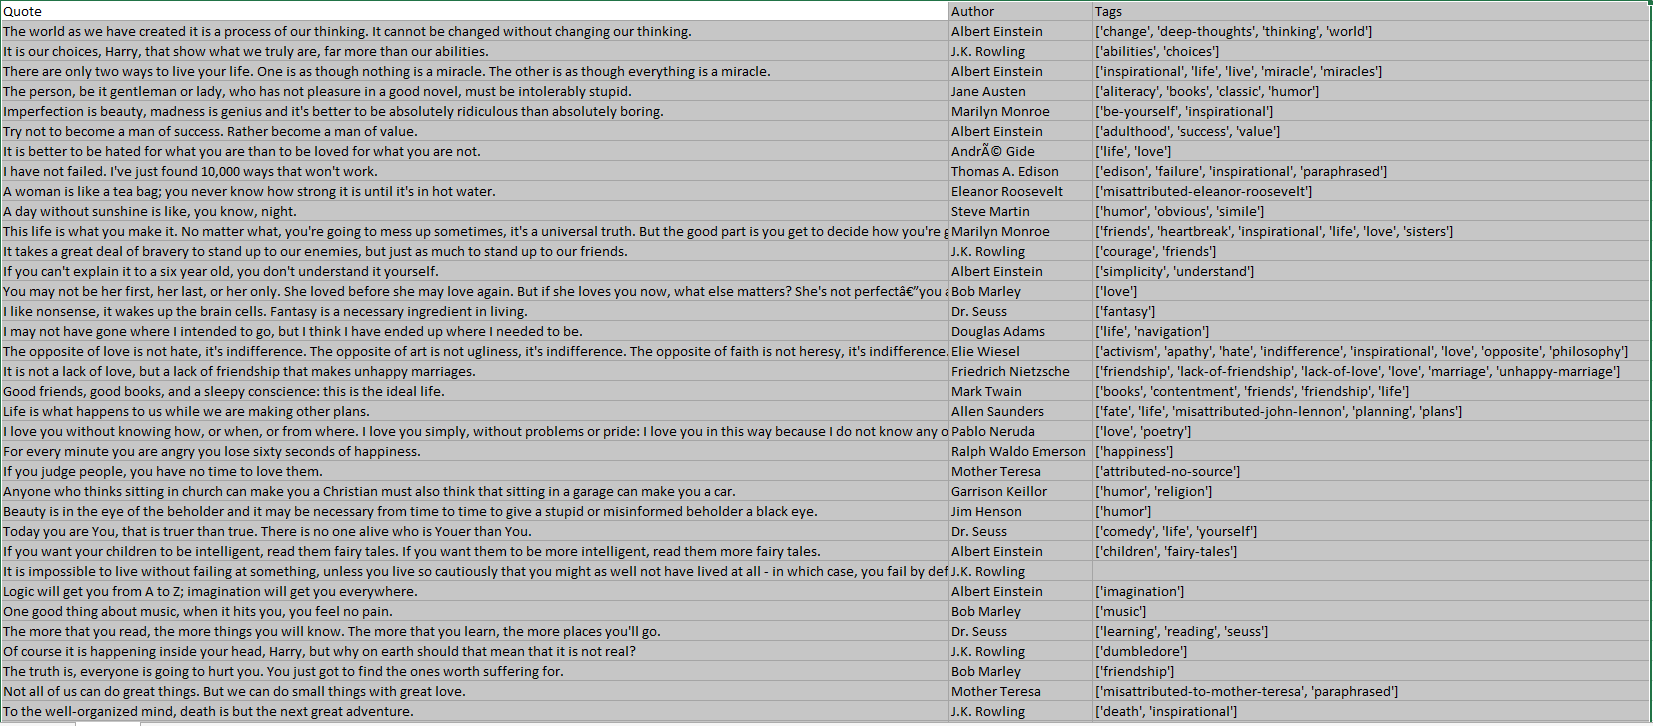 Quote Author Tags
The world as we have created it is a process of our thinking. It cannot be changed without changing our thinking. Albert Einstein ['change', 'deep-thoughts', 'thinking', 'world']
It is our choices, Harry, that show what we truly are, far more than our abilities. J.K. Rowling ['abilities', 'choices']
There are only two ways to live your life. One is as though nothing is a miracle. The other is as though everything is a miracle. Albert Einstein ['inspirational', 'life', 'live', 'miracle', 'miracles']
The person, be it gentleman or lady, who has not pleasure in a good novel, must be intolerably stupid. Jane Austen ['aliteracy', 'books', 'classic', 'humor']
Imperfection is beauty, madness is genius and it's better to be absolutely ridiculous than absolutely boring. Marilyn Monroe ['be-yourself', 'inspirational']
Try not to become a man of success. Rather become a man of value. Albert Einstein ['adulthood', 'success', 'value']
It is better to be hated for what you are than to be loved for what you are not. AndrÃ© Gide ['life', 'love']
I have not failed. I've just found 10,000 ways that won't work. Thomas A. Edison ['edison', 'failure', 'inspirational', 'paraphrased']
A woman is like a tea bag; you never know how strong it is until it's in hot water. Eleanor Roosevelt ['misattributed-eleanor-roosevelt']
A day without sunshine is like, you know, night. Steve Martin ['humor', 'obvious', 'simile']
This life is what you make it. No matter what, you're going to mess up sometimes, it's a universal truth. But the good part is you get to decide how you're Marilyn Monroe ['friends', 'heartbreak', 'inspirational', 'life', 'love', 'sisters']
It takes a great deal of bravery to stand up to our enemies, but just as much to stand up to our friends. J.K. Rowling ['courage', 'friends']
If you can't explain it to a six year old, you don't understand it yourself. Albert Einstein ['simplicity', 'understand']
You may not be her first, her last, or her only. She loved before she may love again. But if she loves you now, what else matters? She's not perfectâ€”you Bob Marley ['love']
I like nonsense, it wakes up the brain cells. Fantasy is a necessary ingredient in living. Dr. Seuss ['fantasy']
I may not have gone where I intended to go, but I think I have ended up where I needed to be. Douglas Adams ['life', 'navigation']
The opposite of love is not hate, it's indifference. The opposite of art is not ugliness, it's indifference. The opposite of faith is not heresy, it's indifference. Elie Wiesel ['activism', 'apathy', 'hate', 'indifference', 'inspirational', 'love', 'opposite', 'philosophy']
It is not a lack of love, but a lack of friendship that makes unhappy marriages. Friedrich Nietzsche ['friendship', 'lack-of-friendship', 'lack-of-love', 'love', 'marriage', 'unhappy-marriage']
Good friends, good books, and a sleepy conscience: this is the ideal life. Mark Twain ['books', 'contentment', 'friends', 'friendship', 'life']
Life is what happens to us while we are making other plans. Allen Saunders ['fate', 'life', 'misattributed-john-lennon', 'planning', 'plans']
I love you without knowing how, or when, or from where. I love you simply, without problems or pride: I love you in this way because I do not know any o Pablo Neruda ['love', 'poetry']
For every minute you are angry you lose sixty seconds of happiness. Ralph Waldo Emerson ['happiness']
If you judge people, you have no time to love them. Mother Teresa ['attributed-no-source']
Anyone who thinks sitting in church can make you a Christian must also think that sitting in a garage can make you a car. Garrison Keillor ['humor', 'religion']
Beauty is in the eye of the beholder and it may be necessary from time to time to give a stupid or misinformed beholder a black eye. Jim Henson ['humor']
Today you are You, that is truer than true. There is no one alive who is Youer than You. Dr. Seuss ['comedy', 'life', 'yourself']
If you want your children to be intelligent, read them fairy tales. If you want them to be more intelligent, read them more fairy tales. Albert Einstein ['children', 'fairy-tales']
It is impossible to live without failing at something, unless you live so cautiously that you might as well not have lived at all - in which case, you fail by def J.K. Rowling
Logic will get you from A to Z; imagination will get you everywhere. Albert Einstein ['imagination']
One good thing about music, when it hits you, you feel no pain. Bob Marley ['music']
The more that you read, the more things you will know. The more that you learn, the more places you'll go. Dr. Seuss ['learning', 'reading', 'seuss']
Of course it is happening inside your head, Harry, but why on earth should that mean that it is not real? J.K. Rowling ['dumbledore']
The truth is, everyone is going to hurt you. You just got to find the ones worth suffering for. Bob Marley ['friendship']
Not all of us can do great things. But we can do small things with great love. Mother Teresa ['misattributed-to-mother-teresa', 'paraphrased']
To the well-organized mind, death is but the next great adventure. J.K. Rowling ['death', 'inspirational']